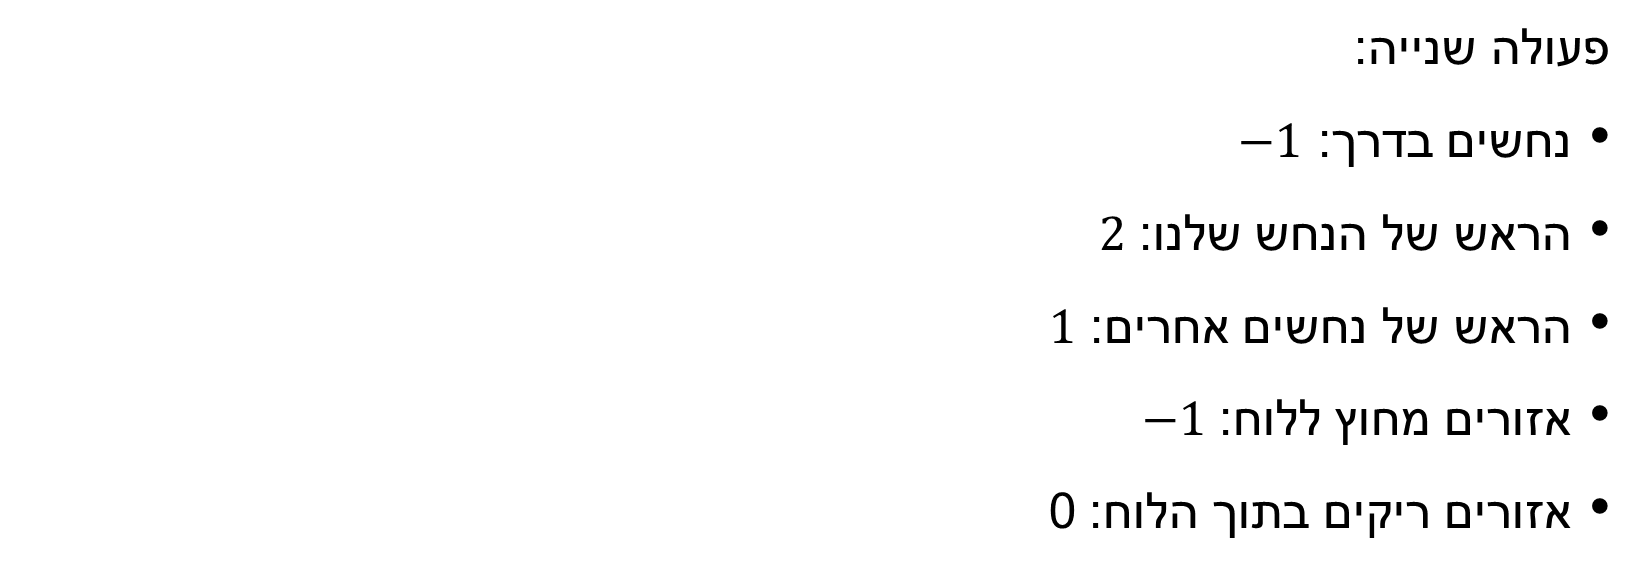 פעולה שנייה:
• נחשים בדרך: −1
• הראש של הנחש שלנו: 2
• הראש של נחשים אחרים: 1
• אזורים מחוץ ללוח: −1
• אזורים ריקים בתוך הלוח: 0